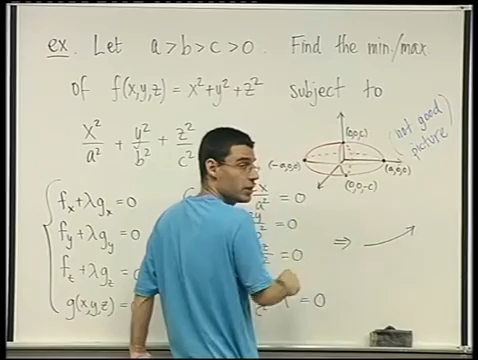 ex. Let a > b > c > 0. Find the min./max.
of f(x,y,z) = x² + y² + z² subject to
x²/a² + y²/b² + z²/c²
(not good picture)
(0,0,c)
(-a,0,0)
(a,0,0)
(0,0,-c)
f_x + λg_x = 0
x/a² = 0
f_y + λg_y = 0
= 0
f_z + λg_z =
= 0
⇒
g(x,y,z) =
= 0